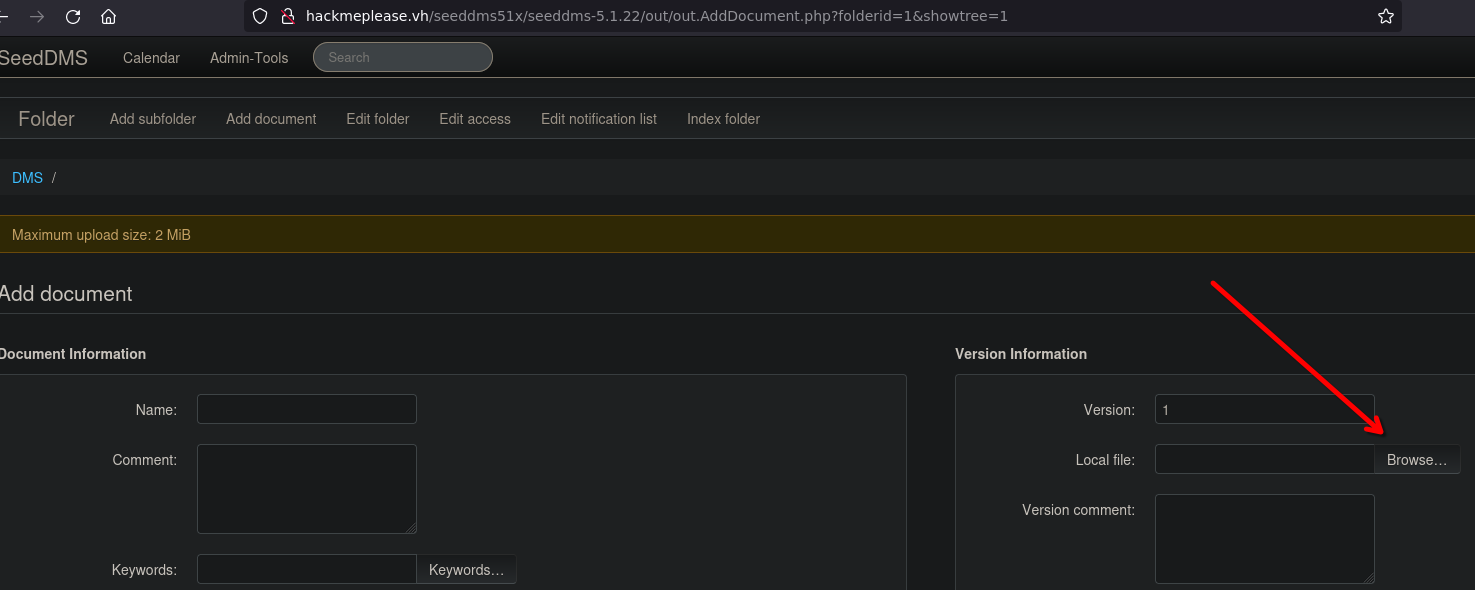 hackmeplease.vh/seeddms51x/seeddms-5.1.22/out/out.AddDocument.php?folderid=1&showtree=1
SeedDMS Calendar Admin-Tools Search
Folder Add subfolder Add document Edit folder Edit access Edit notification list Index folder
DMS /
Maximum upload size: 2 MiB
Add document
Document Information Version Information
Name: Version: 1
Comment: Local file: Browse…
Version comment:
Keywords: Keywords…